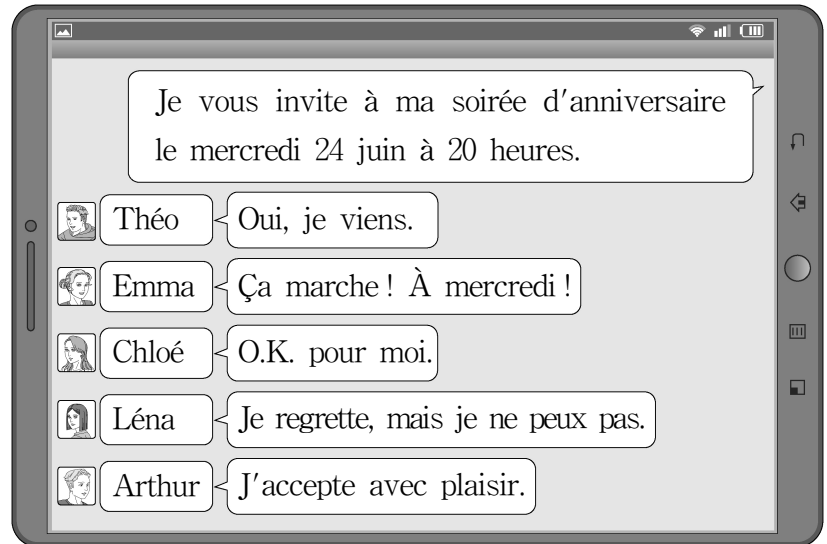 Je vous invite à ma soirée d'anniversaire
le mercredi 24 juin à 20 heures.
Théo Oui, je viens.
Emma Ça marche ! À mercredi !
Chloé O.K. pour moi.
Léna Je regrette, mais je ne peux pas.
Arthur J'accepte avec plaisir.